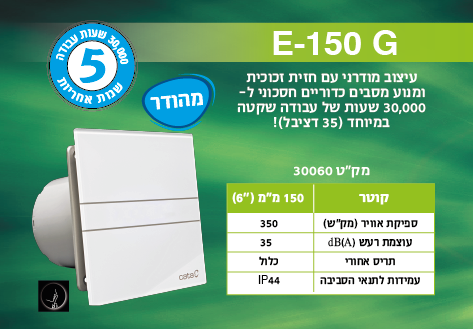 E-150 G
30,000 שעות עבודה
5
שנות אחריות
מהודר
עיצוב מודרני עם חזית זכוכית
ומנוע מסבים כדוריים חסכוני ל-
30,000 שעות של עבודה שקטה
במיוחד (35 דציבל)!
מק"ט 30060
קוטר 150 מ"מ ("6)
ספיקת אוויר (מק"ש) 350
עוצמת רעש dB(A) 35
תריס אחורי כלול
עמידות לתנאי הסביבה IP44
cata